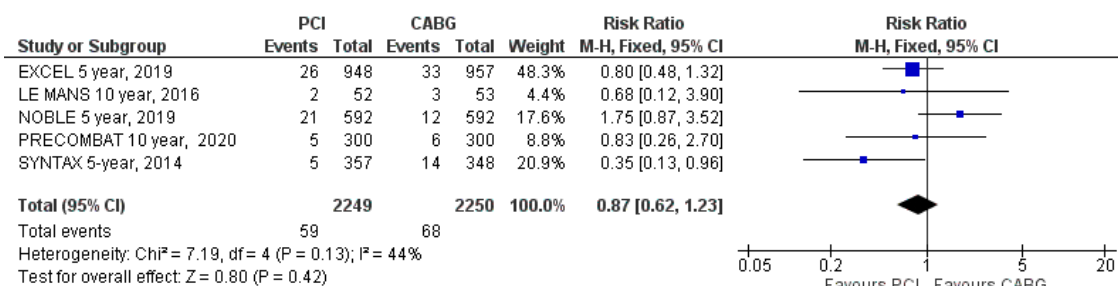 PCI CABG Risk Ratio Risk Ratio
Study or Subgroup Events Total Events Total Weight M-H, Fixed, 95% CI M-H, Fixed, 95% CI
EXCEL 5 year, 2019 26 948 33 957 48.3% 0.80 [0.48, 1.32]
LE MANS 10 year, 2016 2 52 3 53 4.4% 0.68 [0.12, 3.90]
NOBLE 5 year, 2019 21 592 12 592 17.6% 1.75 [0.87, 3.52]
PRECOMBAT 10 year, 2020 5 300 6 300 8.8% 0.83 [0.26, 2.70]
SYNTAX 5-year, 2014 5 357 14 348 20.9% 0.35 [0.13, 0.96]
Total (95% CI) 2249 2250 100.0% 0.87 [0.62, 1.23]
Total events 59 68
Heterogeneity: Chi² = 7.19, df = 4 (P = 0.13); I² = 44%
Test for overall effect: Z = 0.80 (P = 0.42)
0.05 0.2 1 5 20
Favours PCI Favours CABG